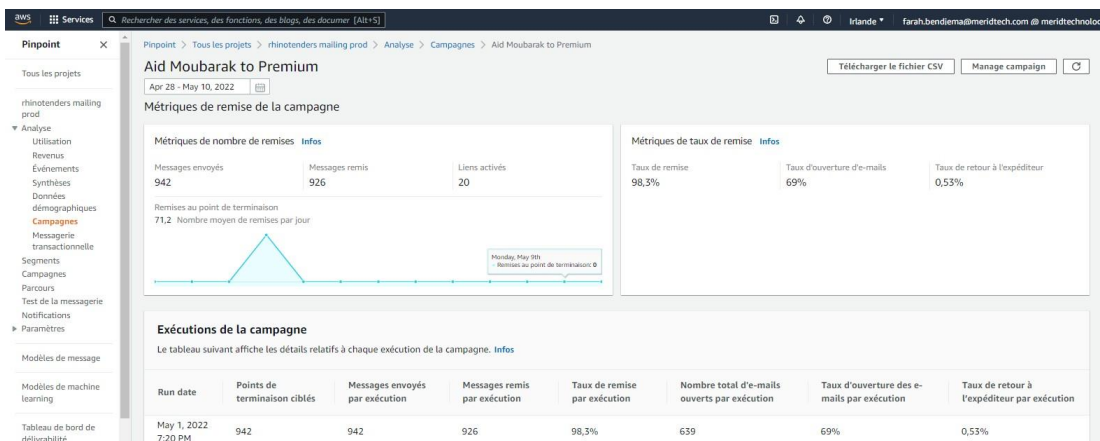 aws
Services
Rechercher des services, des fonctions, des blogs, des documer [Alt+S]
Irlande
farah.bendiema@meridtech.com @ meridtechnoloc
Pinpoint
Tous les projets
rhinotenders mailing
prod
Analyse
Utilisation
Revenus
Événements
Synthèses
Données
démographiques
Campagnes
Messagerie
transactionnelle
Segments
Campagnes
Parcours
Test de la messagerie
Notifications
Paramètres
Modèles de message
Modèles de machine
learning
Tableau de bord de
délivrabilité
Pinpoint > Tous les projets > rhinotenders mailing prod > Analyse > Campagnes > Aid Moubarak to Premium
Aid Moubarak to Premium
Télécharger le fichier CSV
Manage campaign
Apr 28 - May 10, 2022
Métriques de remise de la campagne
Métriques de nombre de remises Infos
Messages envoyés Messages remis Liens activés
942 926 20
Remises au point de terminaison
71,2 Nombre moyen de remises par jour
Monday, May 9th
Remises au point de terminaison: 0
Métriques de taux de remise Infos
Taux de remise Taux d'ouverture d'e-mails Taux de retour à l'expéditeur
98,3% 69% 0,53%
Exécutions de la campagne
Le tableau suivant affiche les détails relatifs à chaque exécution de la campagne. Infos
Run date
Points de
terminaison ciblés
Messages envoyés
par exécution
Messages remis
par exécution
Taux de remise
par exécution
Nombre total d'e-mails
ouverts par exécution
Taux d'ouverture des e-
mails par exécution
Taux de retour à
l'expéditeur par exécution
May 1, 2022
7:20 PM
942 942 926 98,3% 639 69% 0,53%